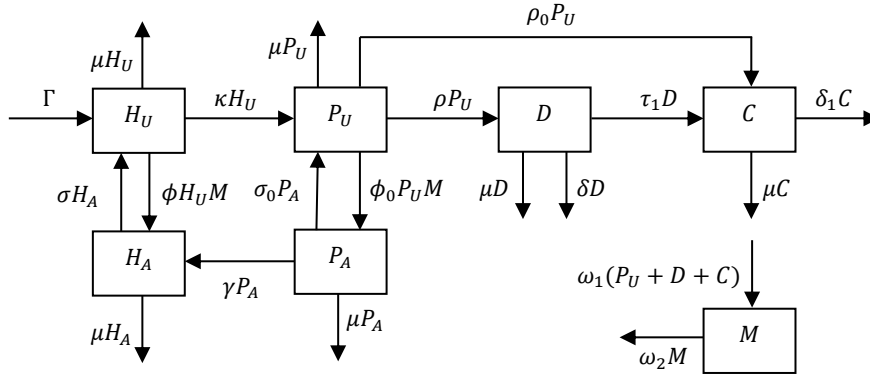 ρ₀P_U
μH_U
μP_U
Γ
H_U
κH_U
P_U
ρP_U
D
τ₁D
C
δ₁C
σH_A
ϕH_UM
σ₀P_A
ϕ₀P_UM
μD
δD
μC
H_A
γP_A
P_A
ω₁(P_U + D + C)
μH_A
μP_A
ω₂M
M